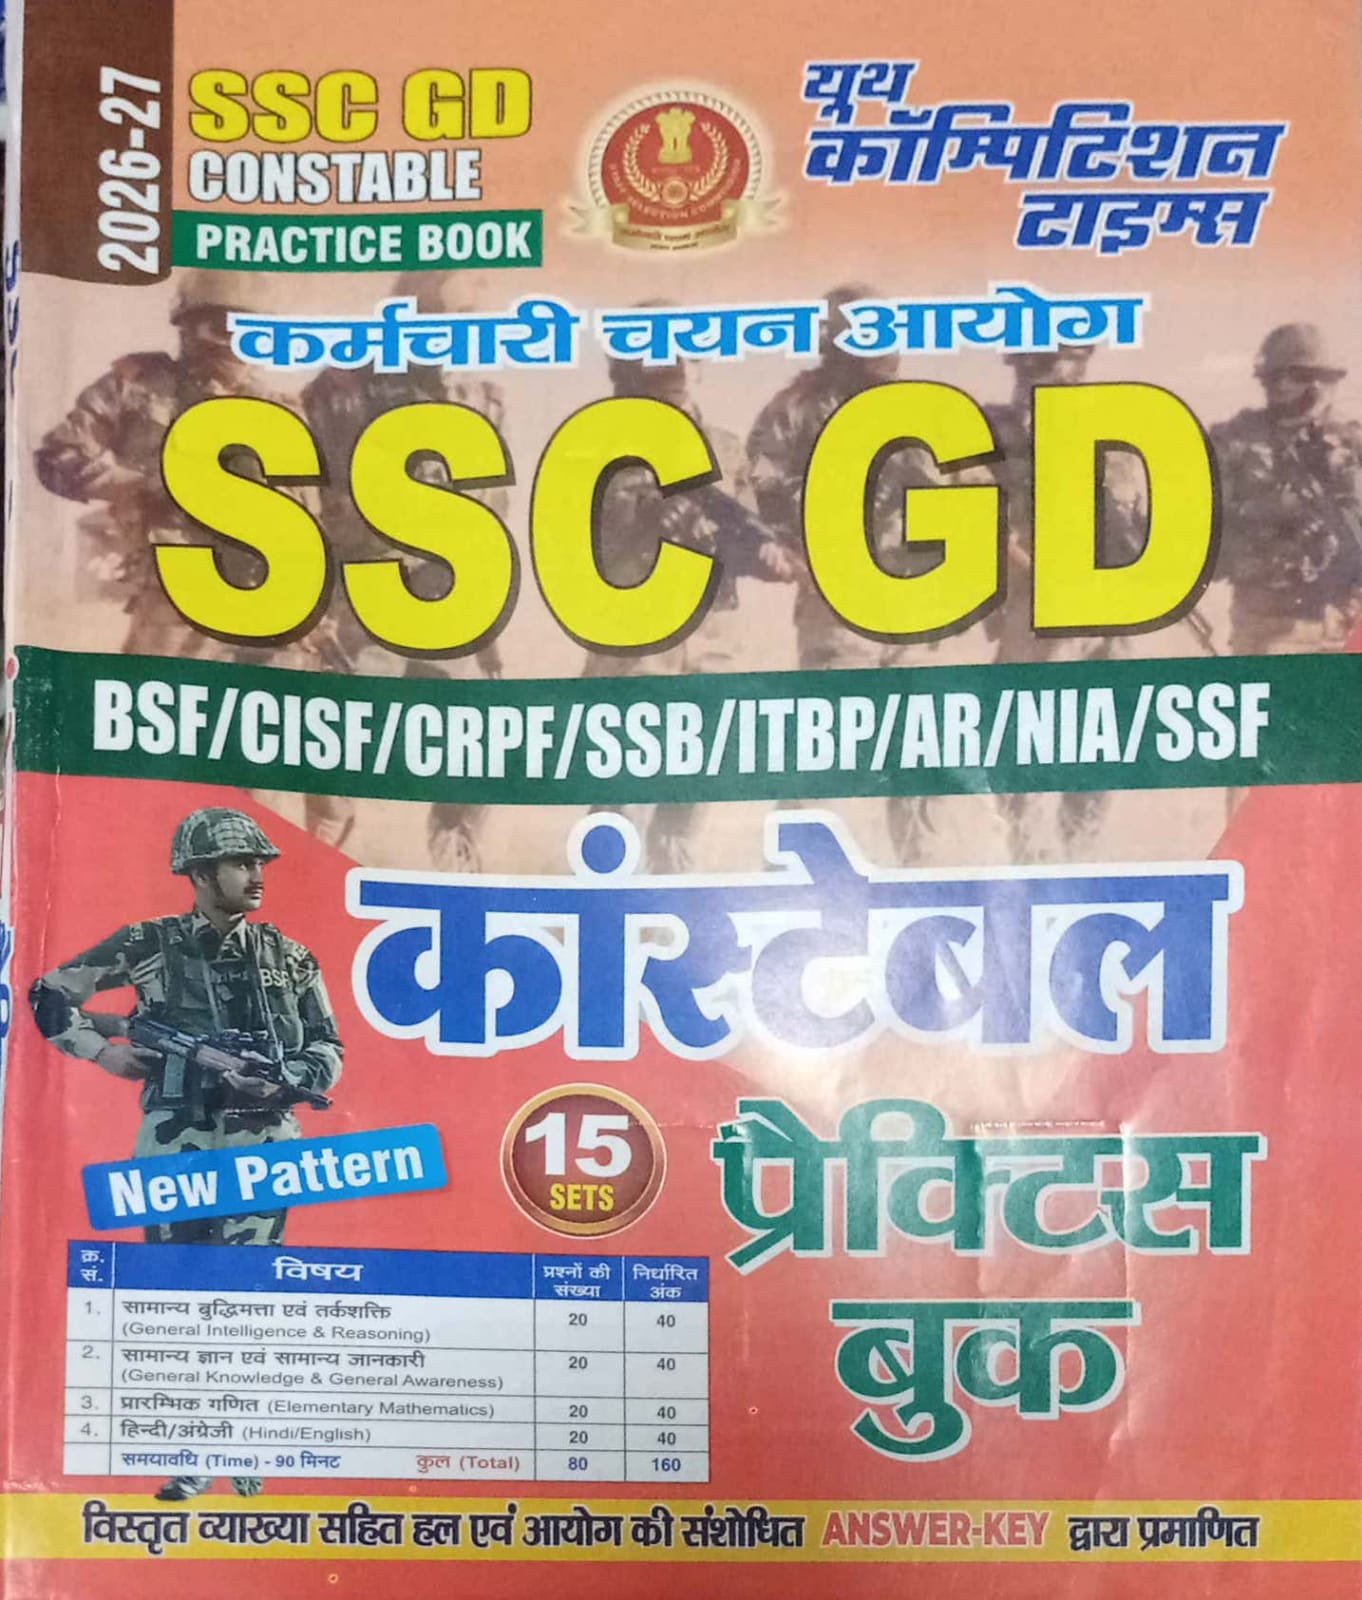 2026-27
SSC GD
CONSTABLE
PRACTICE BOOK
यूथ
कॉम्पिटिशन
टाइम्स
कर्मचारी चयन आयोग
SSC GD
BSF/CISF/CRPF/SSB/ITBP/AR/NIA/SSF
BSF
कांस्टेबल
15
SETS
प्रैक्टिस
बुक
New Pattern
क्र. सं. विषय प्रश्नों की संख्या निर्धारित अंक
1. सामान्य बुद्धिमत्ता एवं तर्कशक्ति 20 40
(General Intelligence & Reasoning)
2. सामान्य ज्ञान एवं सामान्य जानकारी 20 40
(General Knowledge & General Awareness)
3. प्रारम्भिक गणित (Elementary Mathematics) 20 40
4. हिन्दी/अंग्रेजी (Hindi/English) 20 40
समयावधि (Time) - 90 मिनट कुल (Total) 80 160
विस्तृत व्याख्या सहित हल एवं आयोग की संशोधित ANSWER-KEY द्वारा प्रमाणित